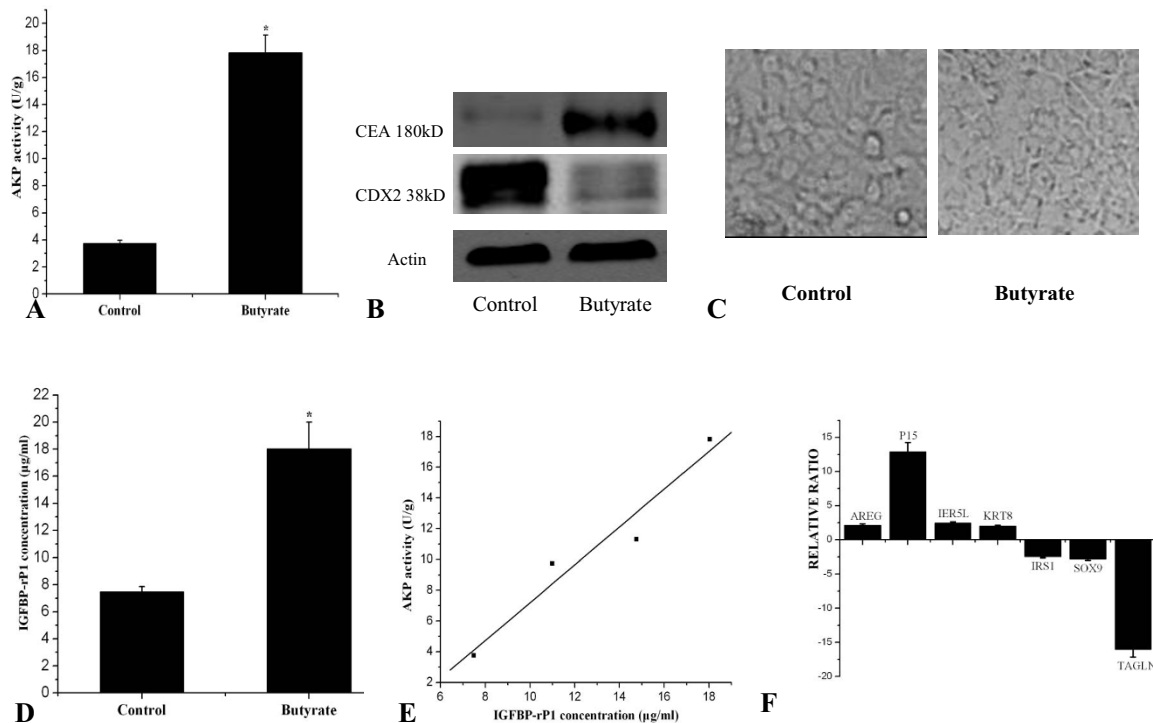 20
18
16
14
12
10
8
6
4
2
0
AKP activity (U/g)
*
Control
Butyrate
A
CEA 180kD
CDX2 38kD
Actin
Control
Butyrate
B
Control
Butyrate
C
22
20
18
16
14
12
10
8
6
4
2
0
IGFBP-rP1 concentration (µg/ml)
*
Control
Butyrate
D
18
16
14
12
10
8
6
4
2
AKP activity (U/g)
6
8
10
12
14
16
18
IGFBP-rP1 concentration (µg/ml)
E
15
10
5
0
-5
-10
-15
-20
RELATIVE RATIO
AREG
P15
IER5L
KRT8
IRS1
SOX9
TAGLN
F